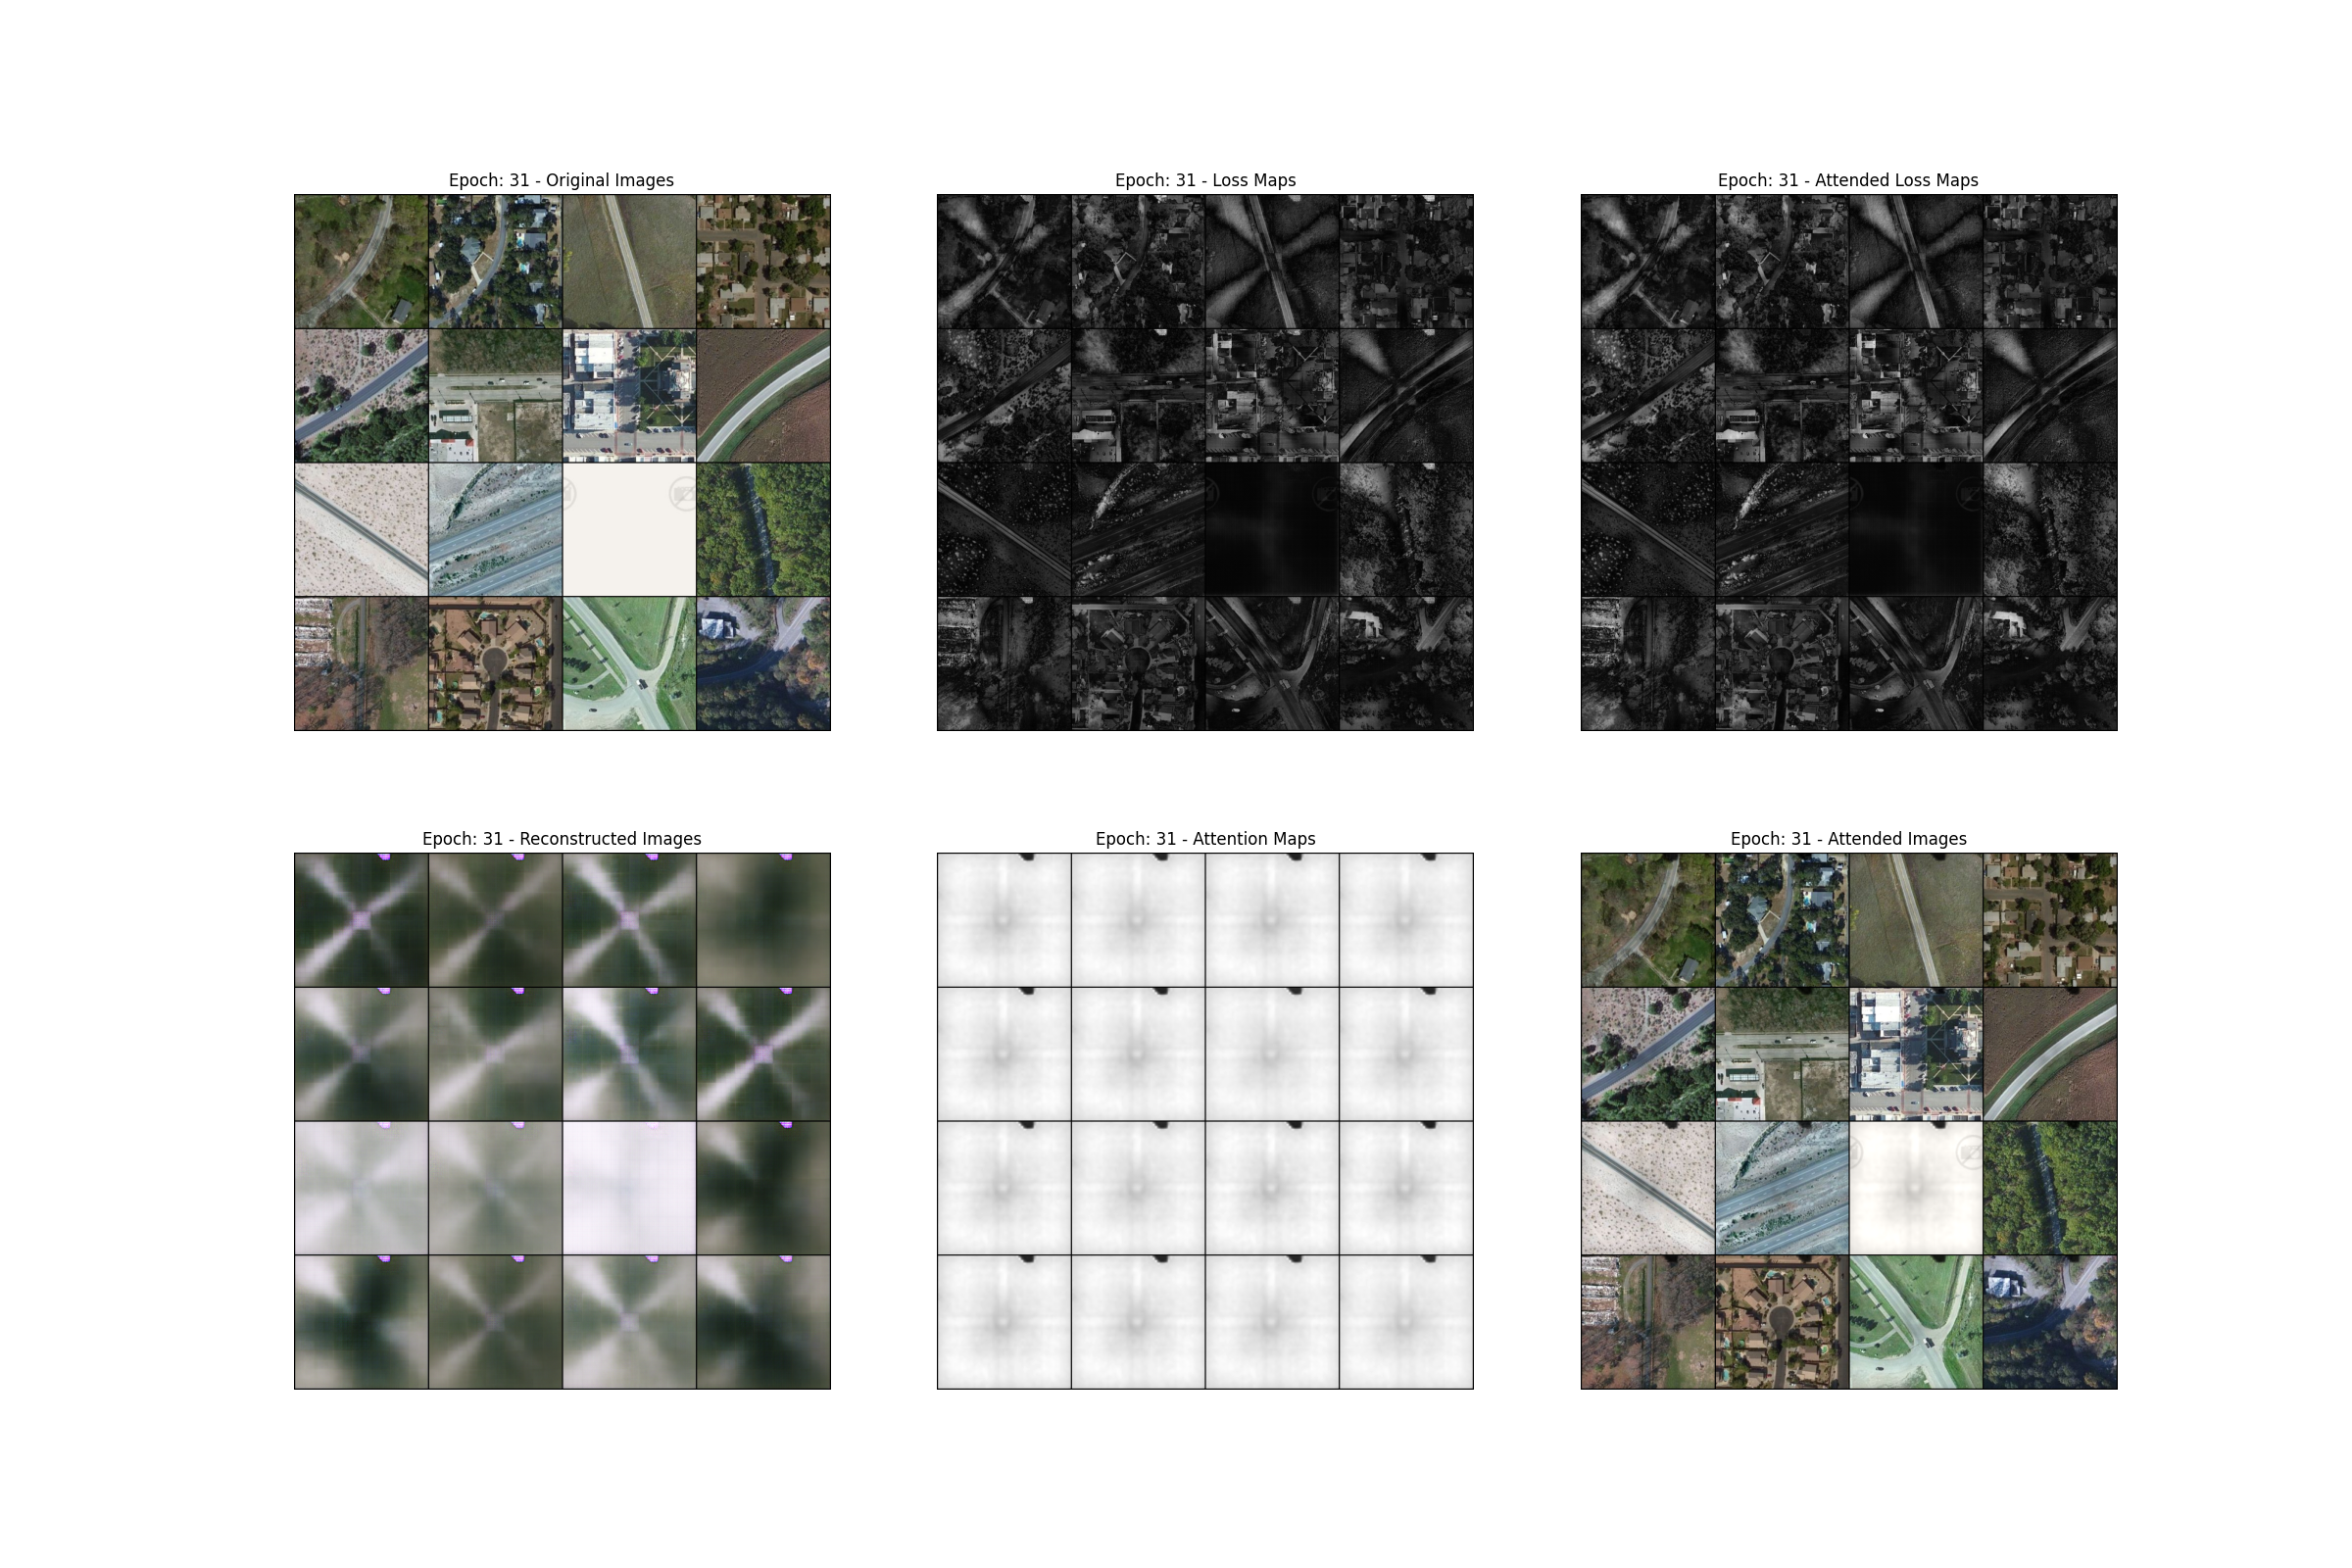 Epoch: 31 - Original Images
Epoch: 31 - Loss Maps
Epoch: 31 - Attended Loss Maps
Epoch: 31 - Reconstructed Images
Epoch: 31 - Attention Maps
Epoch: 31 - Attended Images